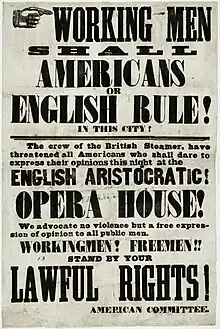 WORKING MEN
SHALL
AMERICANS
OR
ENGLISH RULE!
IN THIS CITY?
The crew of the British Steamer, have
threatened all Americans who shall dare to
express their opinions this night at the
ENGLISH ARISTOCRATIC!
OPERA HOUSE!
We advocate no violence but a free expres-
sion of opinion to all public men.
WORKINGMEN! FREEMEN!!
STAND BY YOUR
LAWFUL RIGHTS!
AMERICAN COMMITTEE.